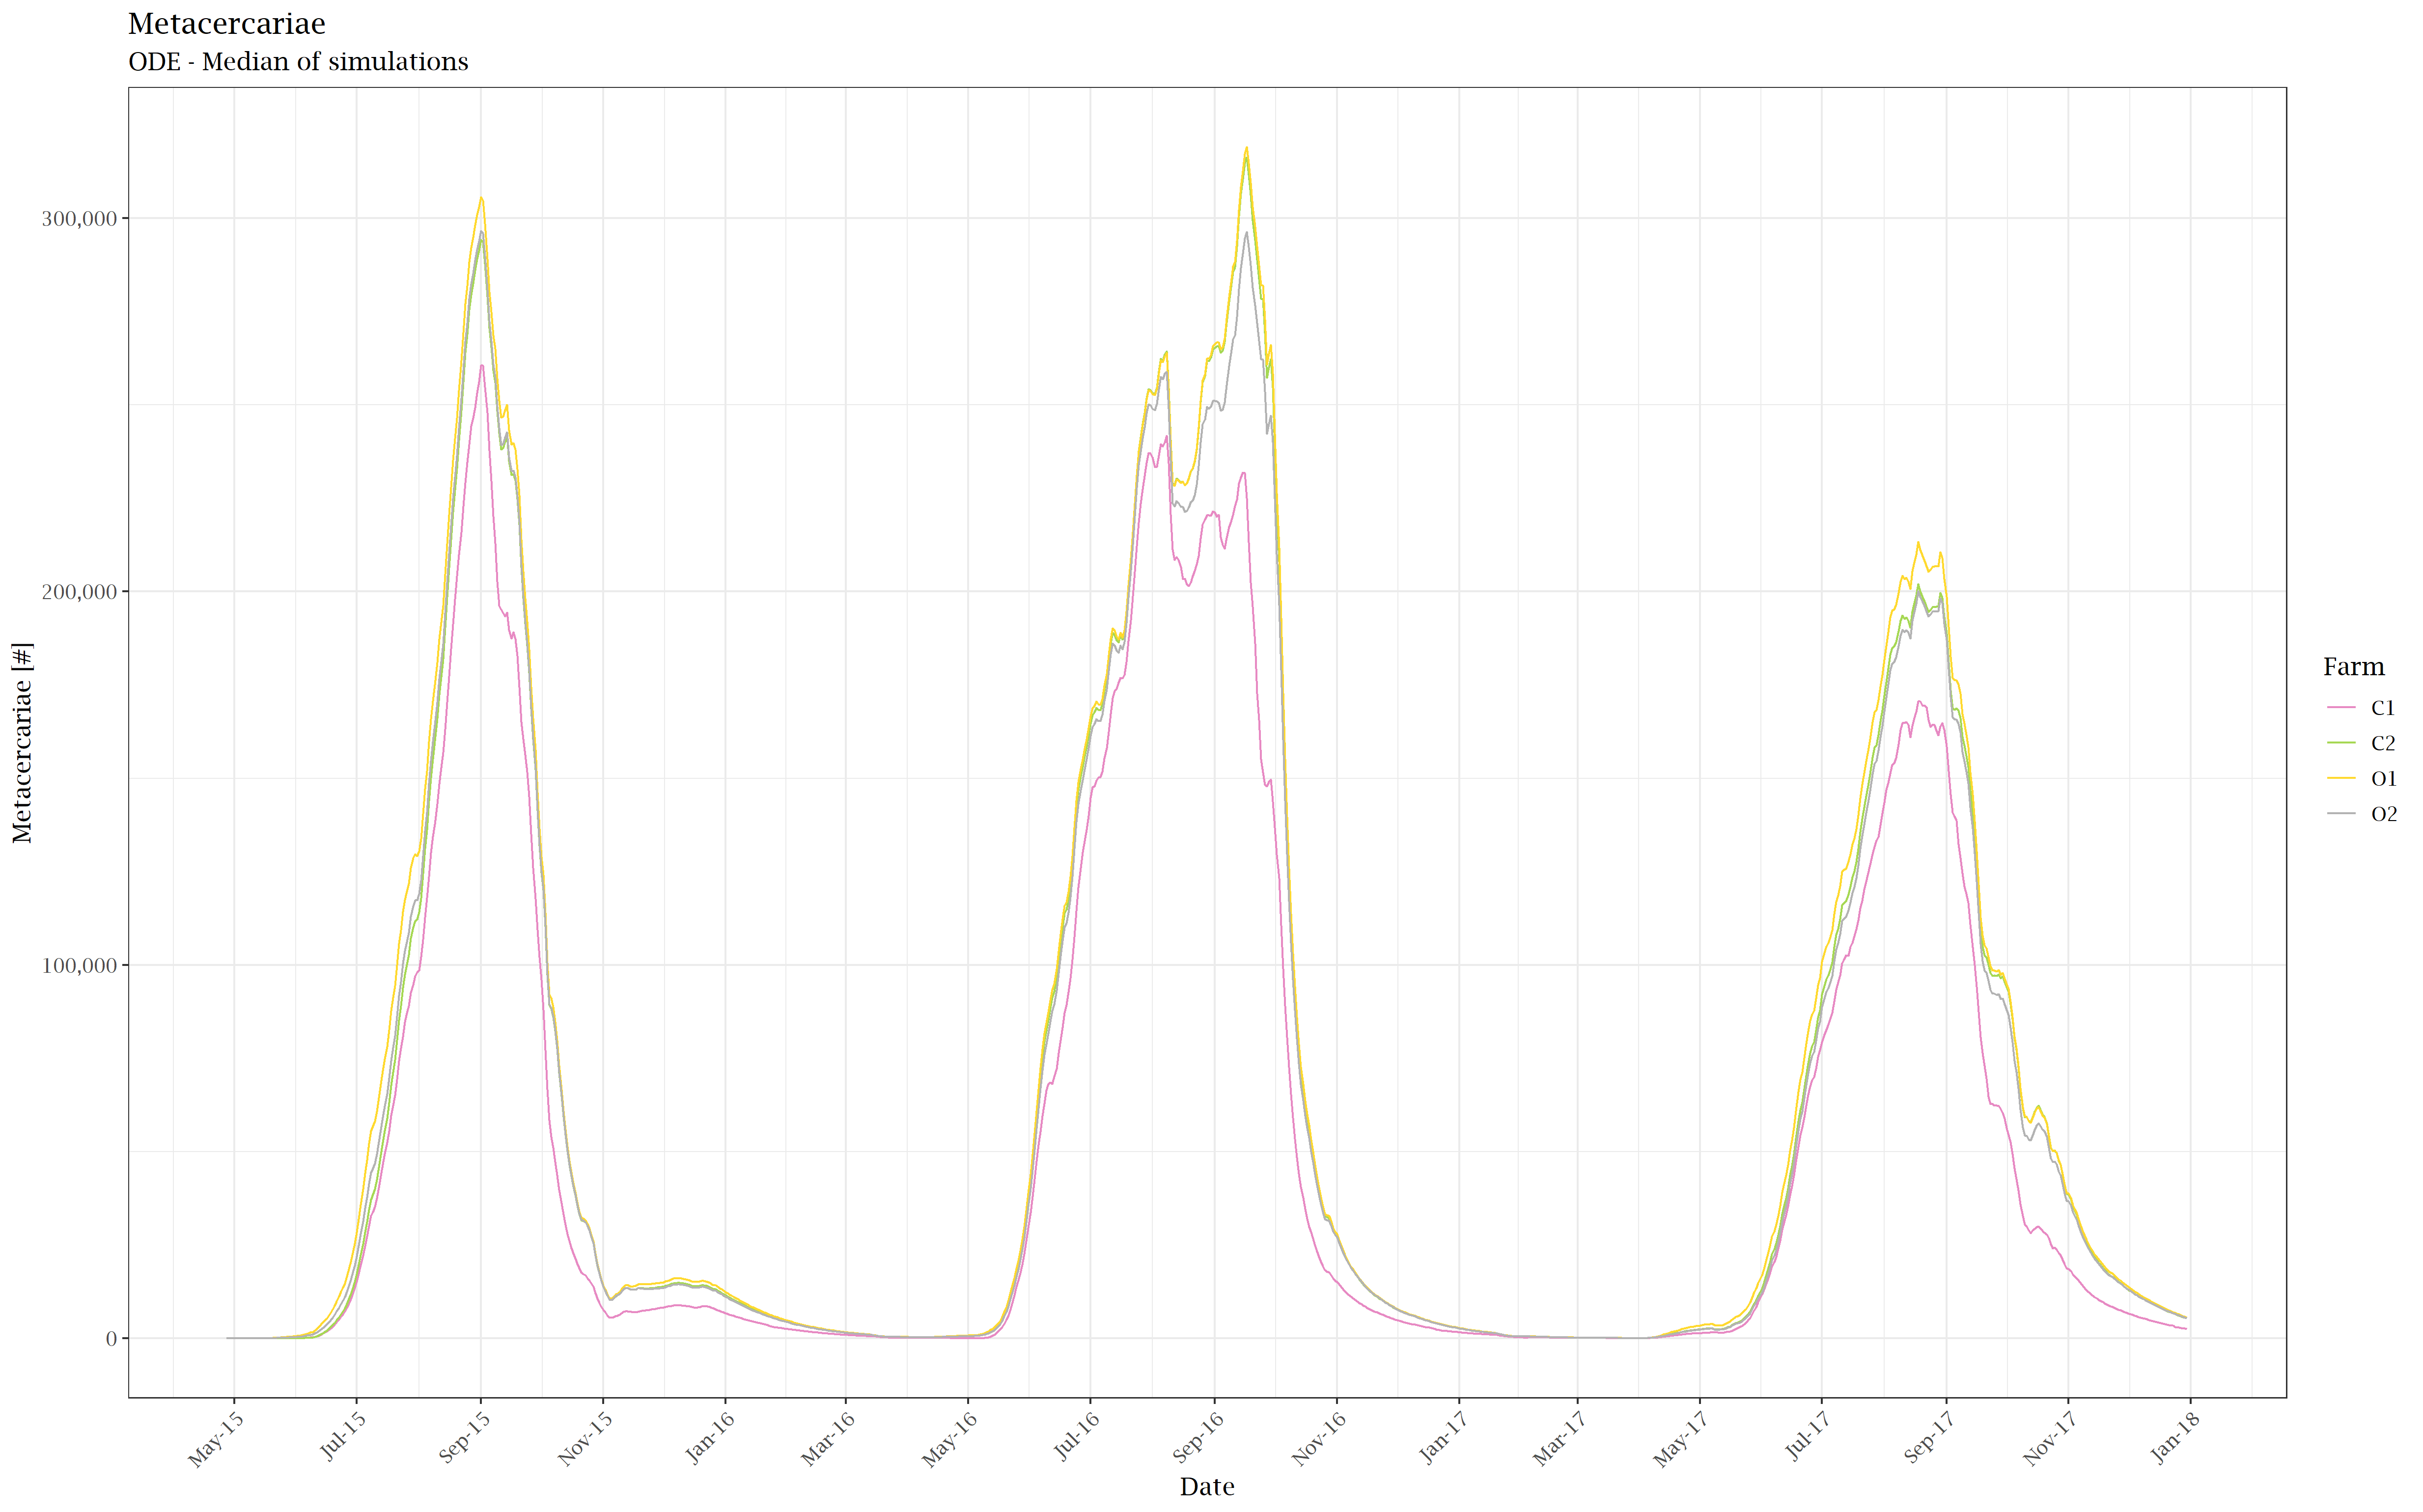 Metacercariae
ODE - Median of simulations
Metacercariae [#]
300,000
200,000
100,000
0
May-15
Jul-15
Sep-15
Nov-15
Jan-16
Mar-16
May-16
Jul-16
Sep-16
Nov-16
Jan-17
Mar-17
May-17
Jul-17
Sep-17
Nov-17
Jan-18
Date
Farm
C1
C2
O1
O2